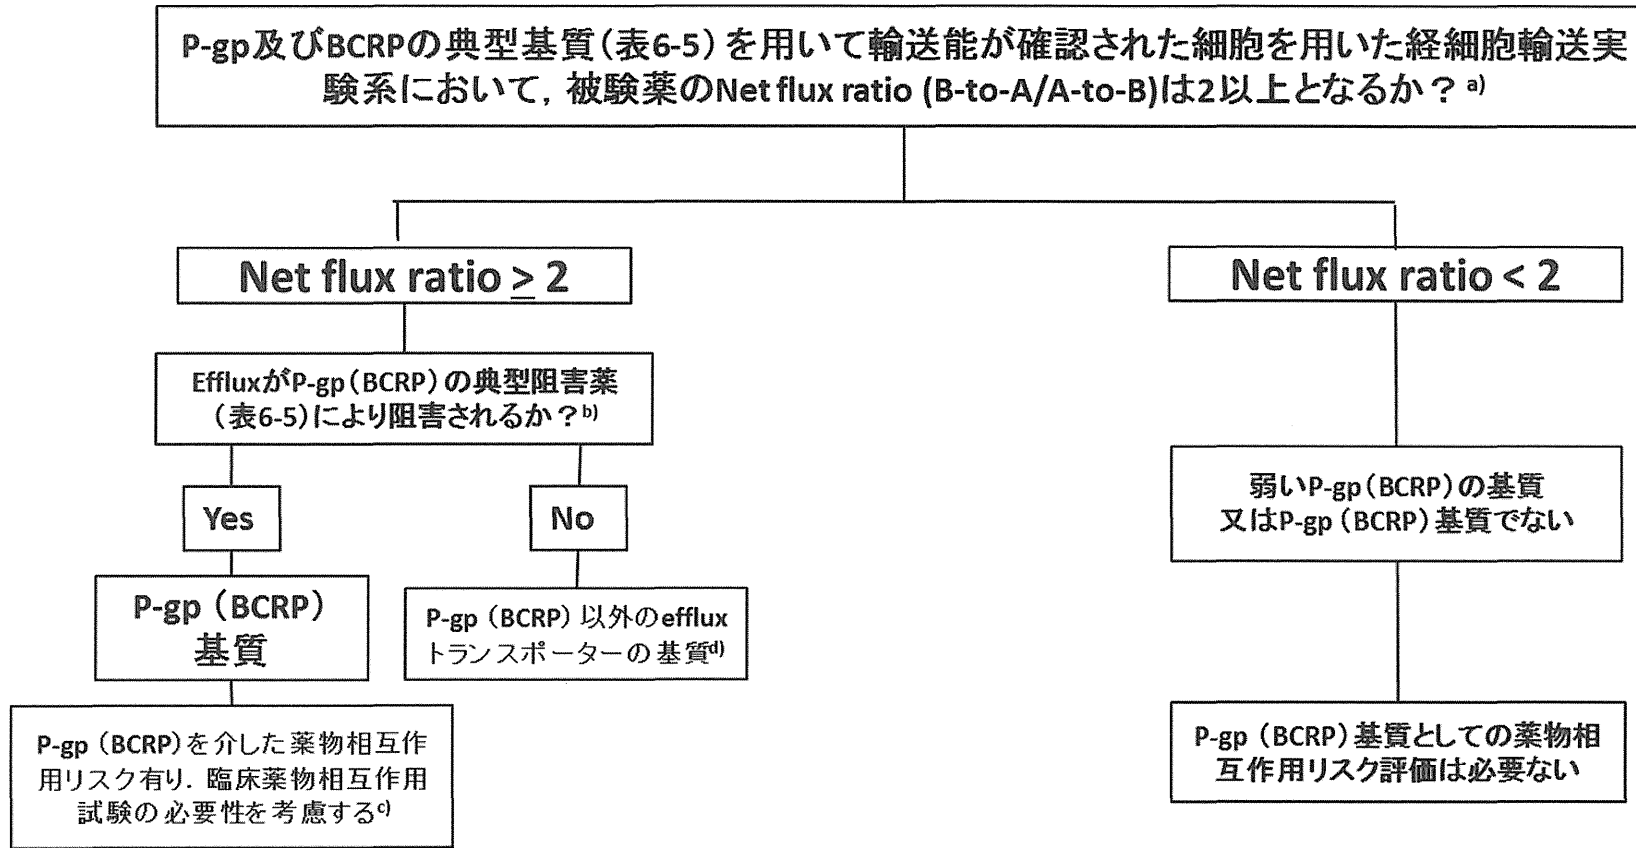 P-gp及びBCRPの典型基質(表6-5)を用いて輸送能が確認された細胞を用いた経細胞輸送実
験系において,被験薬のNet flux ratio (B-to-A/A-to-B)は2以上となるか? a)
Net flux ratio ≥ 2
Net flux ratio < 2
EffluxがP-gp(BCRP)の典型阻害薬
(表6-5)により阻害されるか? b)
弱いP-gp(BCRP)の基質
又はP-gp(BCRP)基質でない
Yes
No
P-gp(BCRP)
基質
P-gp(BCRP)以外のefflux
トランスポーターの基質d)
P-gp(BCRP)を介した薬物相互作
用リスク有り.臨床薬物相互作用
試験の必要性を考慮するc)
P-gp(BCRP)基質としての薬物相
互作用リスク評価は必要ない